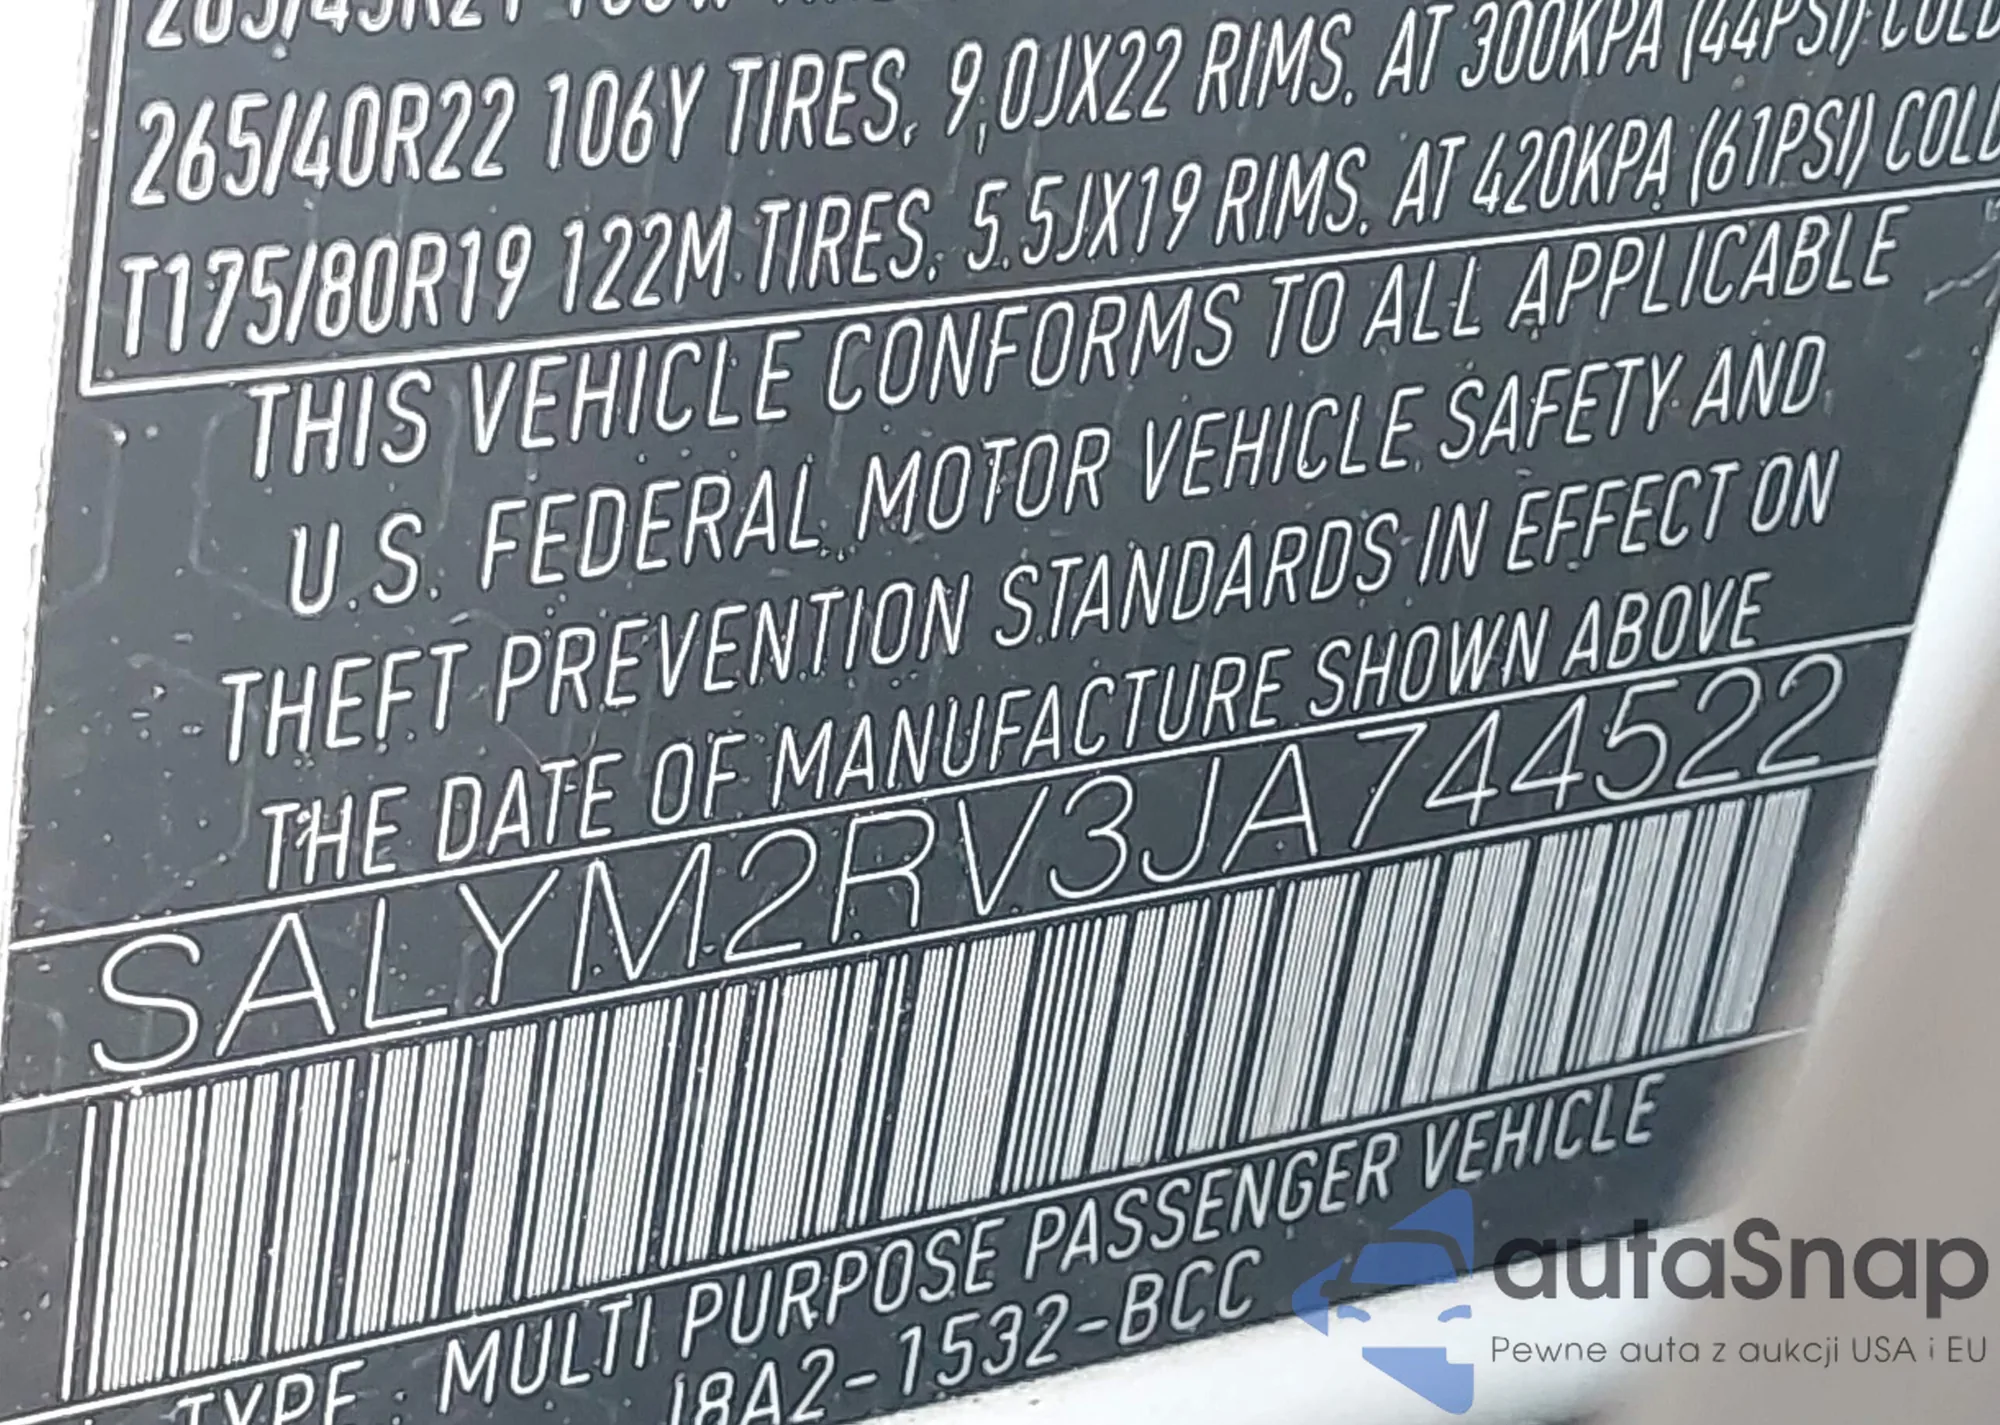 265/40R22 106Y TIRES, 9,0JX22 RIMS. AT 300KPA (44PSI) COLD
T175/80R19 122M TIRES, 5.5JX19 RIMS. AT 420KPA (61PSI) COLD
THIS VEHICLE CONFORMS TO ALL APPLICABLE
U.S. FEDERAL MOTOR VEHICLE SAFETY AND
THEFT PREVENTION STANDARDS IN EFFECT ON
THE DATE OF MANUFACTURE SHOWN ABOVE
SALYM2RV3JA744522
TYPE: MULTI PURPOSE PASSENGER VEHICLE
J8A2-1532-BCC
autaSnap
Pewne auta z aukcji USA i EU